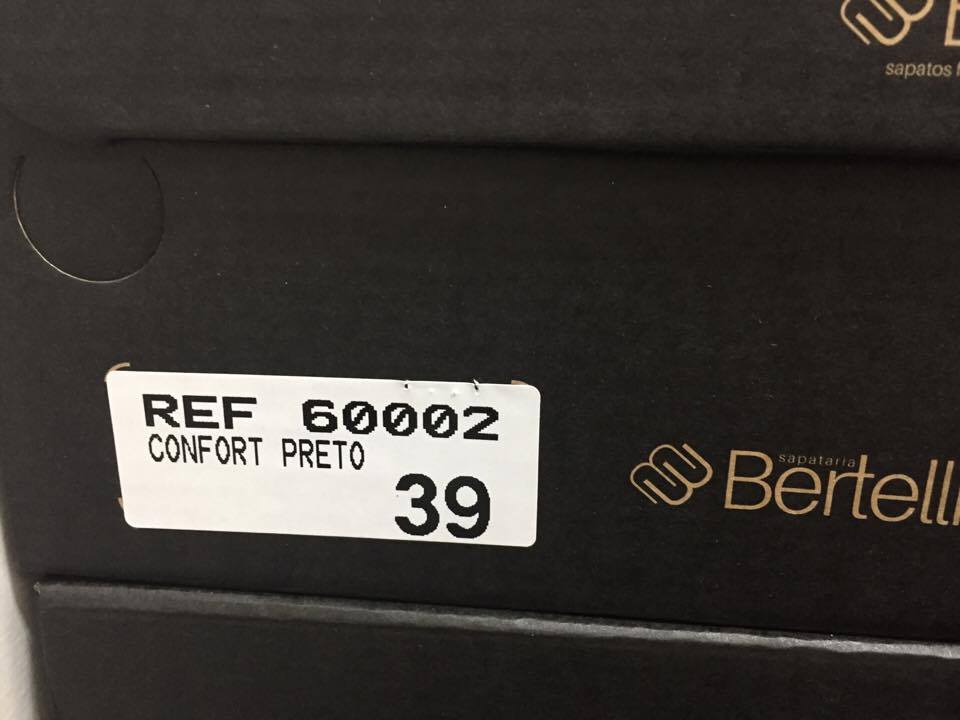 sapatos
REF 60002
CONFORT PRETO
39
sapataria
Bertelli